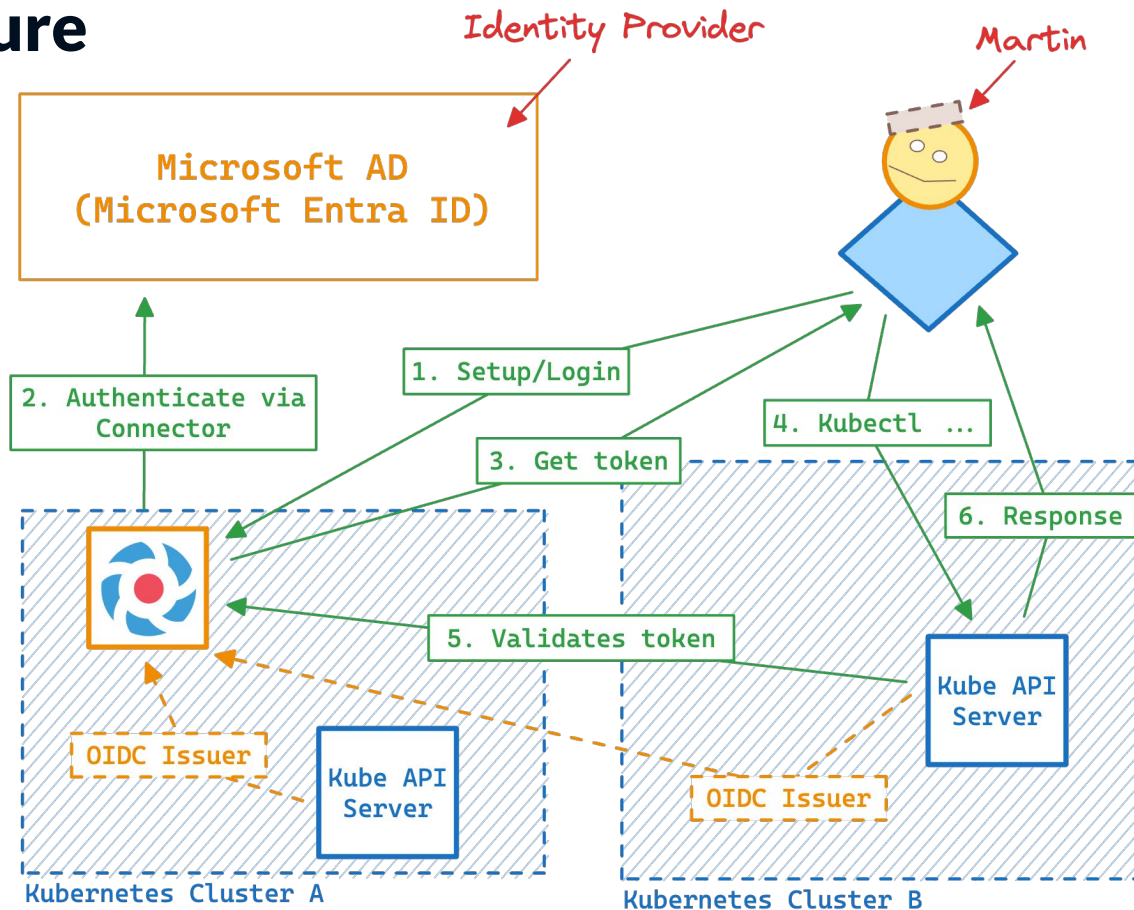 ure
Identity Provider
Martin
Microsoft AD
(Microsoft Entra ID)
1. Setup/Login
2. Authenticate via
Connector
3. Get token
4. Kubectl ...
6. Response
5. Validates token
Kube API
Server
OIDC Issuer
Kube API
Server
OIDC Issuer
Kubernetes Cluster A
Kubernetes Cluster B